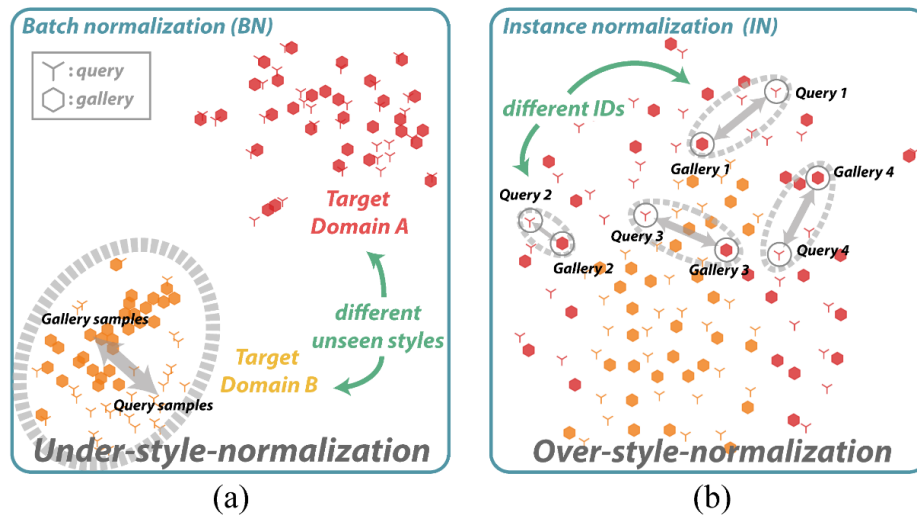 Batch normalization (BN)
: query
: gallery
Target
Domain A
different
unseen styles
Gallery samples
Target
Domain B
Query samples
Under-style-normalization
(a)
Instance normalization (IN)
different IDs
Query 1
Gallery 1
Gallery 4
Query 2
Query 3
Gallery 2
Gallery 3
Query 4
Over-style-normalization
(b)